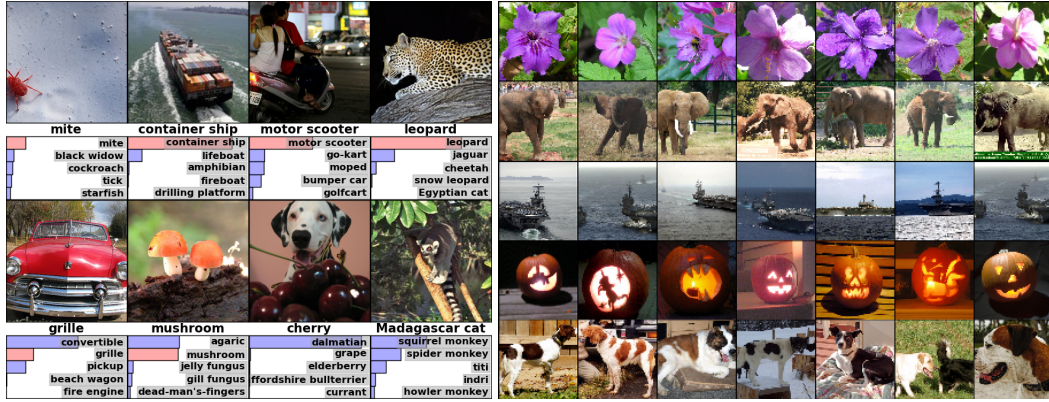 mite
container ship
motor scooter
leopard
mite
black widow
cockroach
tick
starfish
container ship
lifeboat
amphibian
fireboat
drilling platform
motor scooter
go-kart
moped
bumper car
golfcart
leopard
jaguar
cheetah
snow leopard
Egyptian cat
grille
mushroom
cherry
Madagascar cat
convertible
grille
pickup
beach wagon
fire engine
agaric
mushroom
jelly fungus
gill fungus
dead-man's-fingers
dalmatian
grape
elderberry
ffordshire bullterrier
currant
squirrel monkey
spider monkey
titi
indri
howler monkey